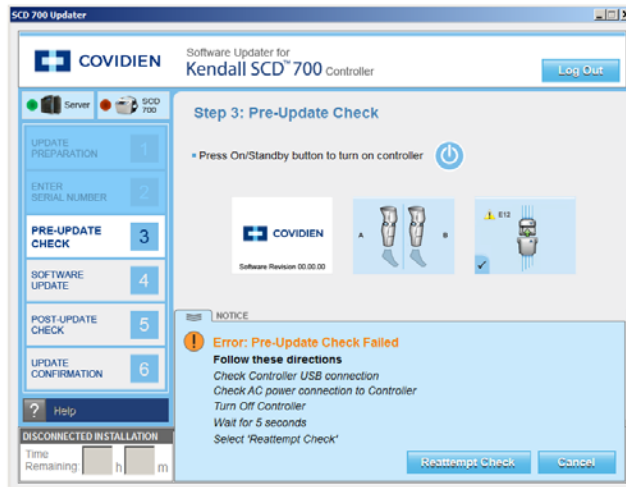 SCD 700 Updater
COVIDIEN
Software Updater for
Kendall SCD™ 700 Controller
Log Out
Server
SCD
700
Step 3: Pre-Update Check
UPDATE
PREPARATION
1
ENTER
SERIAL NUMBER
2
PRE-UPDATE
CHECK
3
SOFTWARE
UPDATE
4
POST-UPDATE
CHECK
5
UPDATE
CONFIRMATION
6
? Help
DISCONNECTED INSTALLATION
Time
Remaining: h m
▪ Press On/Standby button to turn on controller
COVIDIEN
Software Revision 00.00.00
A B
! E12
NOTICE
! Error: Pre-Update Check Failed
Follow these directions
Check Controller USB connection
Check AC power connection to Controller
Turn Off Controller
Wait for 5 seconds
Select 'Reattempt Check'
Reattempt Check Cancel